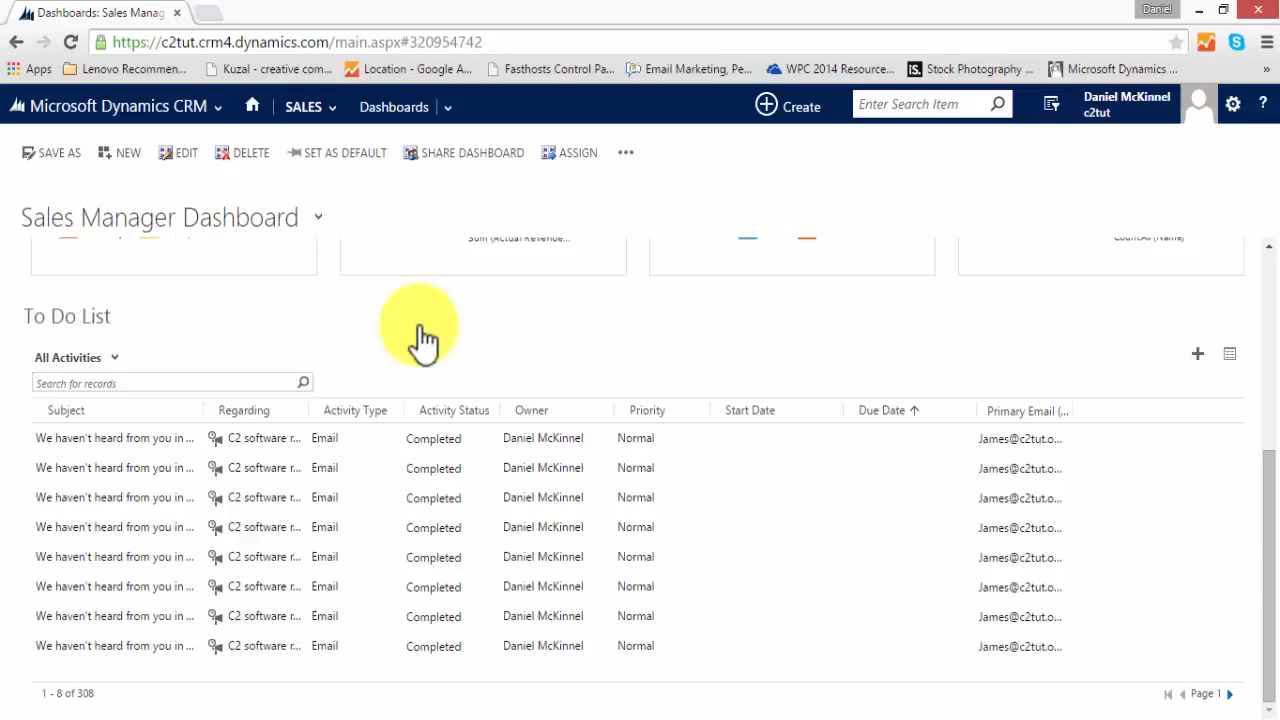 Dashboards: Sales Manag
Daniel
https://c2tut.crm4.dynamics.com/main.aspx#320954742
Apps Lenovo Recommen... Kuzal - creative com... Location - Google A... Fasthosts Control Pa... Email Marketing, Pe... WPC 2014 Resource... iS. Stock Photography ... Microsoft Dynamics ... »
Microsoft Dynamics CRM SALES Dashboards Create Enter Search Item Daniel McKinnel ?
c2tut
SAVE AS NEW EDIT DELETE SET AS DEFAULT SHARE DASHBOARD ASSIGN •••
Sales Manager Dashboard
Sum (Actual Revenue... CountAll (Name)
To Do List
All Activities
Search for records
Subject Regarding Activity Type Activity Status Owner Priority Start Date Due Date Primary Email (...
We haven't heard from you in ... C2 software r... Email Completed Daniel McKinnel Normal James@c2tut.o...
We haven't heard from you in ... C2 software r... Email Completed Daniel McKinnel Normal James@c2tut.o...
We haven't heard from you in ... C2 software r... Email Completed Daniel McKinnel Normal James@c2tut.o...
We haven't heard from you in ... C2 software r... Email Completed Daniel McKinnel Normal James@c2tut.o...
We haven't heard from you in ... C2 software r... Email Completed Daniel McKinnel Normal James@c2tut.o...
We haven't heard from you in ... C2 software r... Email Completed Daniel McKinnel Normal James@c2tut.o...
We haven't heard from you in ... C2 software r... Email Completed Daniel McKinnel Normal James@c2tut.o...
We haven't heard from you in ... C2 software r... Email Completed Daniel McKinnel Normal James@c2tut.o...
1 - 8 of 308 Page 1